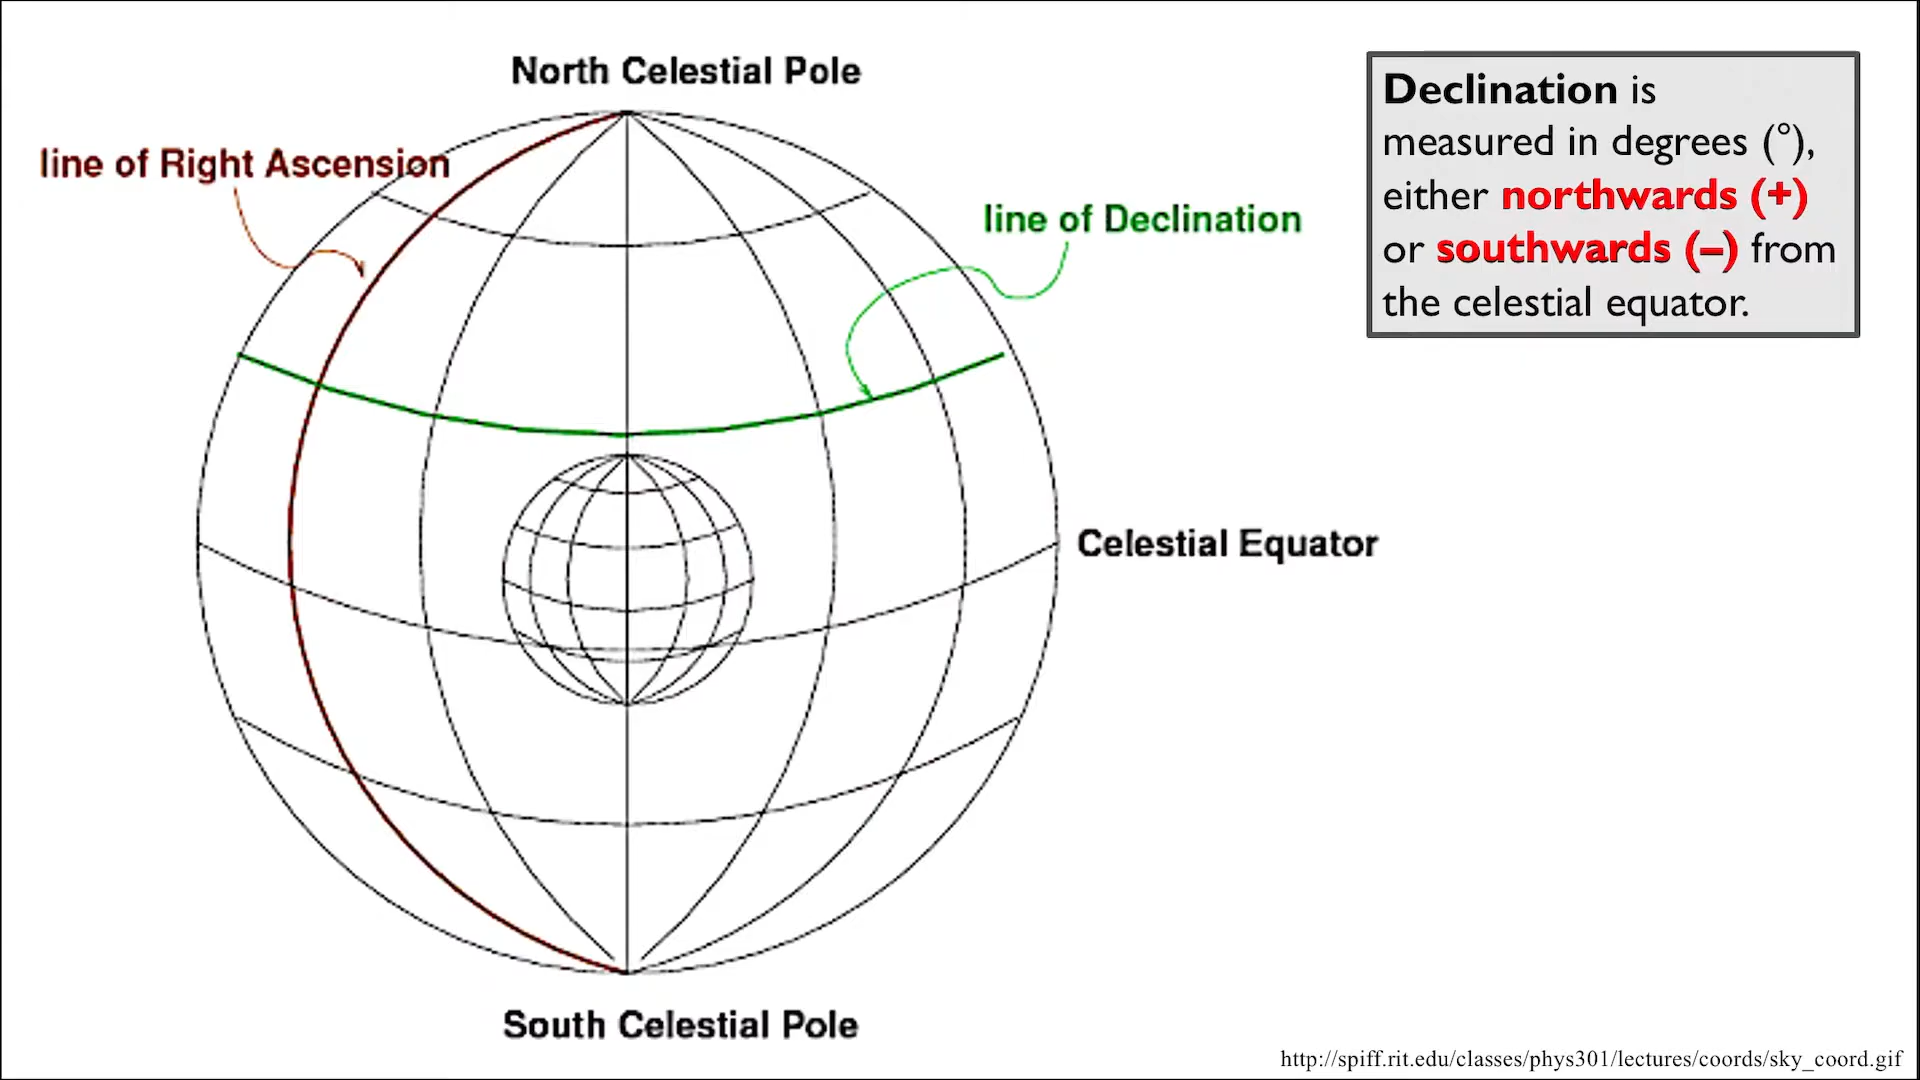 North Celestial Pole
line of Right Ascension
line of Declination
Celestial Equator
South Celestial Pole
Declination is
measured in degrees (°),
either northwards (+)
or southwards (–) from
the celestial equator.
http://spiff.rit.edu/classes/phys301/lectures/coords/sky_coord.gif